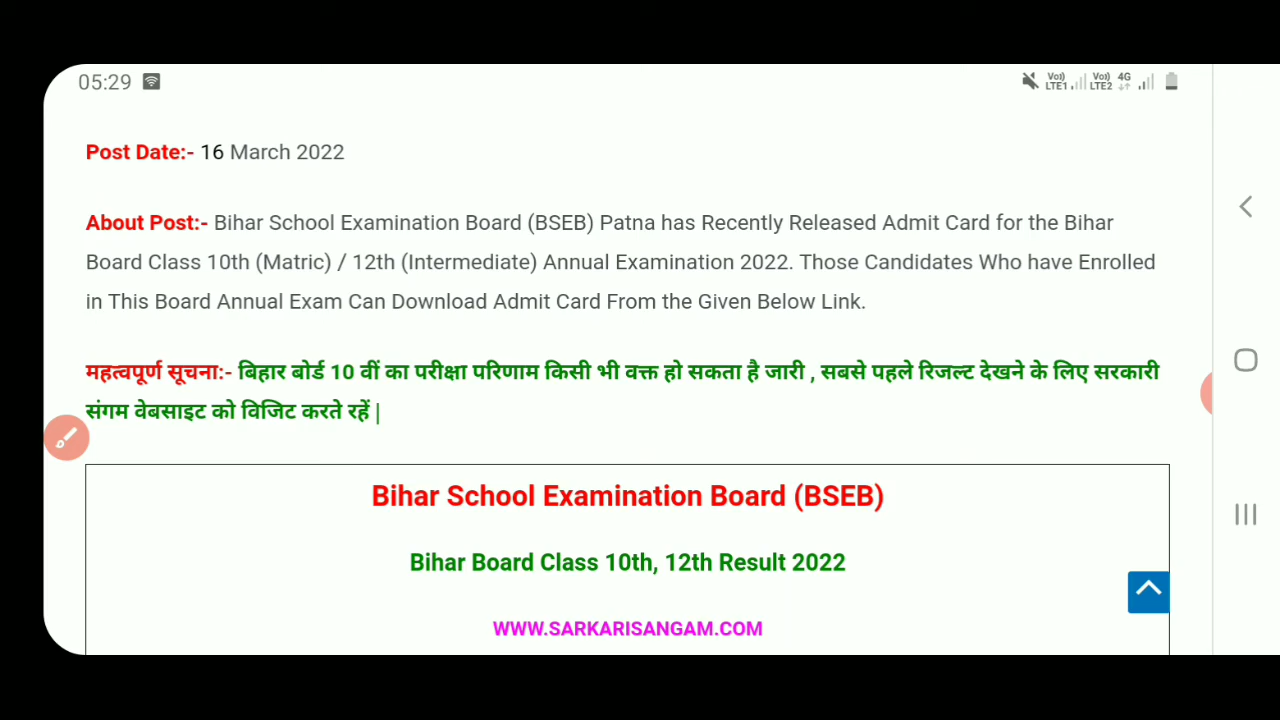 05:29
Vo) LTE1 Vo) LTE2 4G
Post Date:- 16 March 2022
About Post:- Bihar School Examination Board (BSEB) Patna has Recently Released Admit Card for the Bihar
Board Class 10th (Matric) / 12th (Intermediate) Annual Examination 2022. Those Candidates Who have Enrolled
in This Board Annual Exam Can Download Admit Card From the Given Below Link.
महत्वपूर्ण सूचना:- बिहार बोर्ड 10 वीं का परीक्षा परिणाम किसी भी वक्त हो सकता है जारी , सबसे पहले रिजल्ट देखने के लिए सरकारी
संगम वेबसाइट को विजिट करते रहें |
Bihar School Examination Board (BSEB)
Bihar Board Class 10th, 12th Result 2022
WWW.SARKARISANGAM.COM